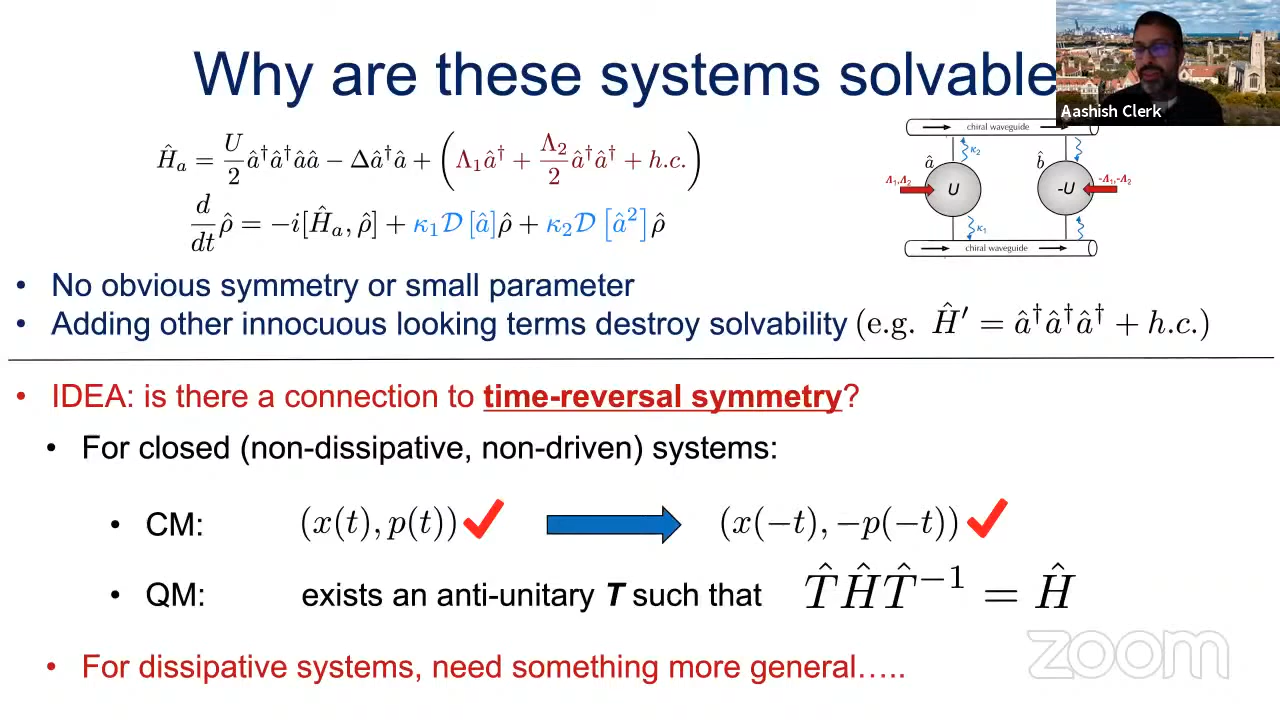 Why are these systems solvable
Aashish Clerk
Ĥₐ = U/2 â†â†ââ − Δâ†â + (Λ₁â† + Λ₂/2 â†â† + h.c.)
d/dt ρ̂ = −i[Ĥₐ, ρ̂] + κ₁𝒟[â]ρ̂ + κ₂𝒟[â²]ρ̂
chiral waveguide
κ₂
â
b̂
Λ₁,Λ₂
U
-U
-Λ₁,-Λ₂
κ₁
chiral waveguide
• No obvious symmetry or small parameter
• Adding other innocuous looking terms destroy solvability (e.g. Ĥ′ = â†â†â† + h.c.)
• IDEA: is there a connection to time-reversal symmetry?
• For closed (non-dissipative, non-driven) systems:
• CM: (x(t), p(t)) (x(−t), −p(−t))
• QM: exists an anti-unitary T such that T̂ĤT̂⁻¹ = Ĥ
• For dissipative systems, need something more general…..
zoom